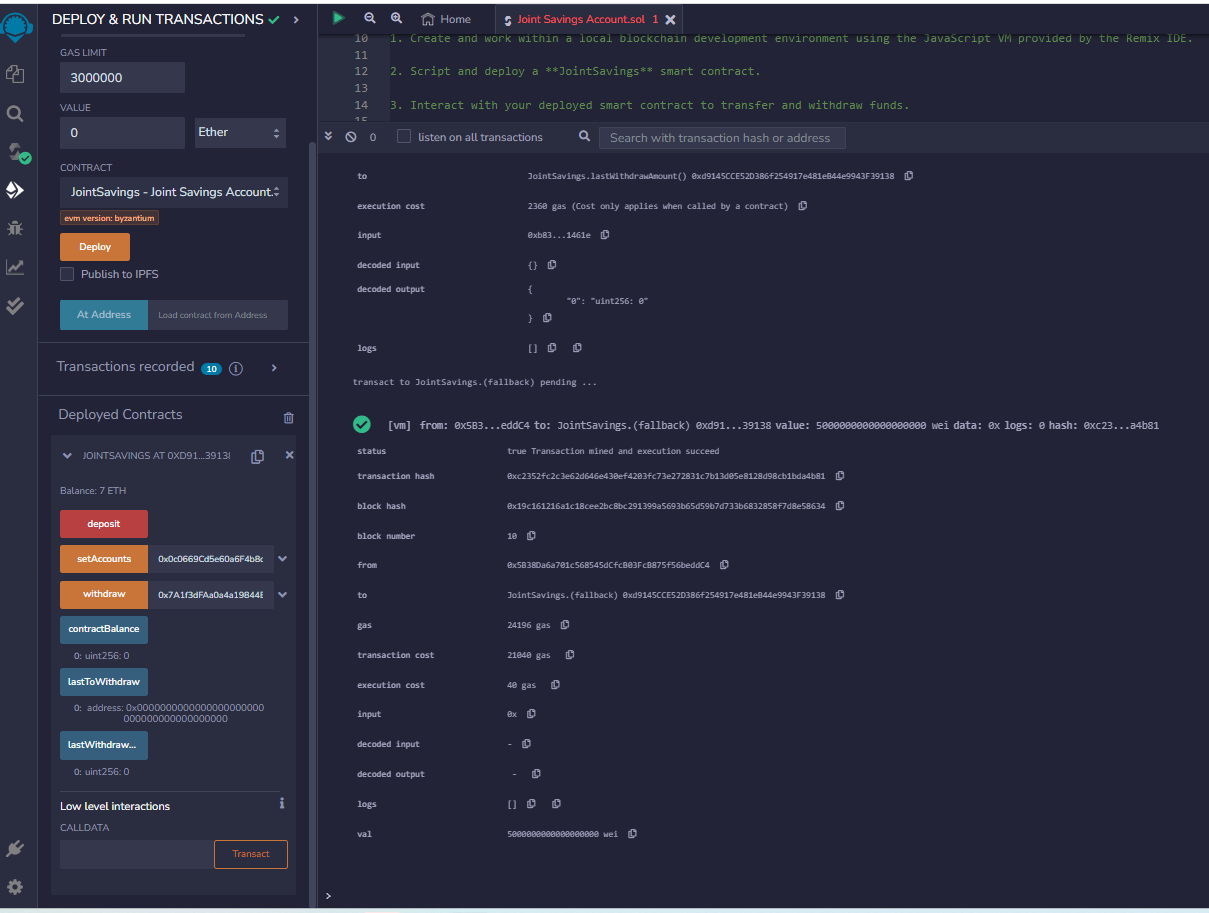 DEPLOY & RUN TRANSACTIONS
GAS LIMIT
3000000
VALUE
0
Ether
CONTRACT
JointSavings - Joint Savings Account.
evm version: byzantium
Deploy
Publish to IPFS
At Address
Load contract from Address
Transactions recorded 10 i
Deployed Contracts
JOINTSAVINGS AT 0XD91...39138
Balance: 7 ETH
deposit
setAccounts 0x0c0669Cd5e60a6F4b8c
withdraw 0x7A1f3dFAa0a4a19844E
contractBalance
0: uint256: 0
lastToWithdraw
0: address: 0x00000000000000000000000
00000000000000000
lastWithdraw...
0: uint256: 0
Low level interactions i
CALLDATA
Transact
Home
Joint Savings Account.sol 1
10 1. Create and work within a local blockchain development environment using the JavaScript VM provided by the Remix IDE.
11
12 2. Script and deploy a **JointSavings** smart contract.
13
14 3. Interact with your deployed smart contract to transfer and withdraw funds.
15
0
listen on all transactions
Search with transaction hash or address
to JointSavings.lastWithdrawAmount() 0xd9145CCE52D386f254917e481eB44e9943F39138
execution cost 2360 gas (Cost only applies when called by a contract)
input 0xb83...1461e
decoded input {}
decoded output {
"0": "uint256: 0"
}
logs []
transact to JointSavings.(fallback) pending ...
[vm] from: 0x5B3...eddC4 to: JointSavings.(fallback) 0xd91...39138 value: 5000000000000000000 wei data: 0x logs: 0 hash: 0xc23...a4b81
status true Transaction mined and execution succeed
transaction hash 0xc2352fc2c3e62d646e430ef4203fc73e272831c7b13d05e8128d98cb1bda4b81
block hash 0x19c161216a1c18cee2bc8bc291399a5693b65d59b7d733b6832858f7d8e58634
block number 10
from 0x5B38Da6a701c568545dCfcB03FcB875f56beddC4
to JointSavings.(fallback) 0xd9145CCE52D386f254917e481eB44e9943F39138
gas 24196 gas
transaction cost 21040 gas
execution cost 40 gas
input 0x
decoded input -
decoded output -
logs []
val 5000000000000000000 wei
>